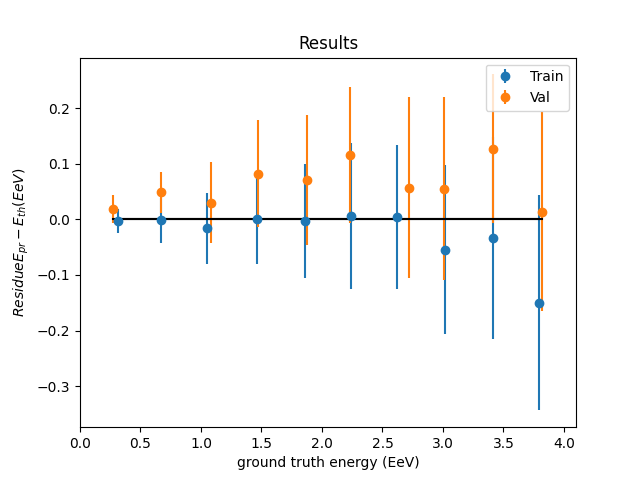 Results
Train
Val
0.2
0.1
0.0
−0.1
−0.2
−0.3
ResidueE_{pr} − E_{th}(EeV)
0.0 0.5 1.0 1.5 2.0 2.5 3.0 3.5 4.0
ground truth energy (EeV)